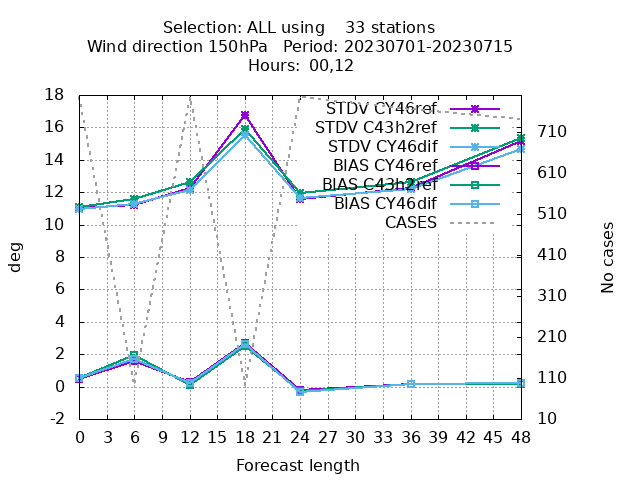 Selection: ALL using    33 stations
Wind direction 150hPa   Period: 20230701-20230715
Hours: 00,12
18
16
14
12
10
8
6
4
2
0
-2
deg
STDV CY46ref
STDV C43h2ref
STDV CY46dif
BIAS CY46ref
BIAS C43h2ref
BIAS CY46dif
CASES
710
610
510
410
310
210
110
10
No cases
0 3 6 9 12 15 18 21 24 27 30 33 36 39 42 45 48
Forecast length